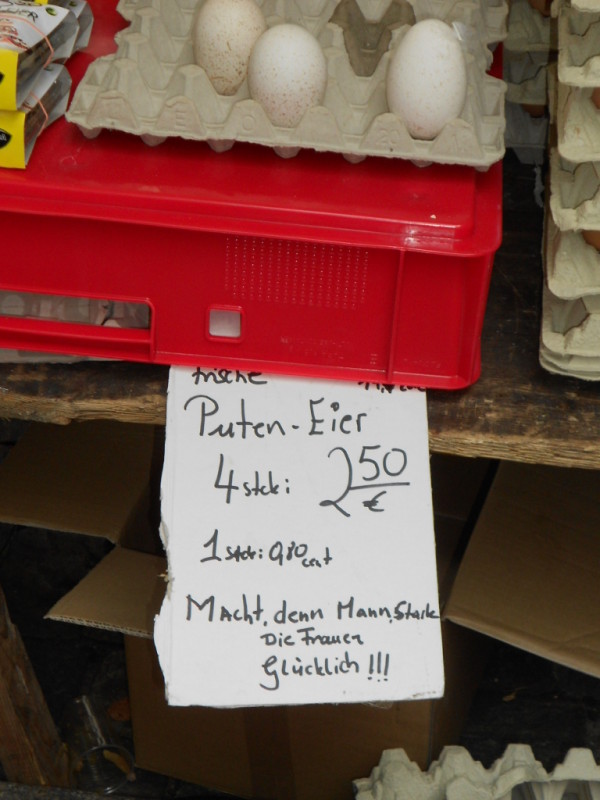 frische
Puten-Eier
4 stck: 2 50 €
1 stck: 0,80 cent
Macht, denn Mann, Stark
Die Frauen
Glücklich!!!